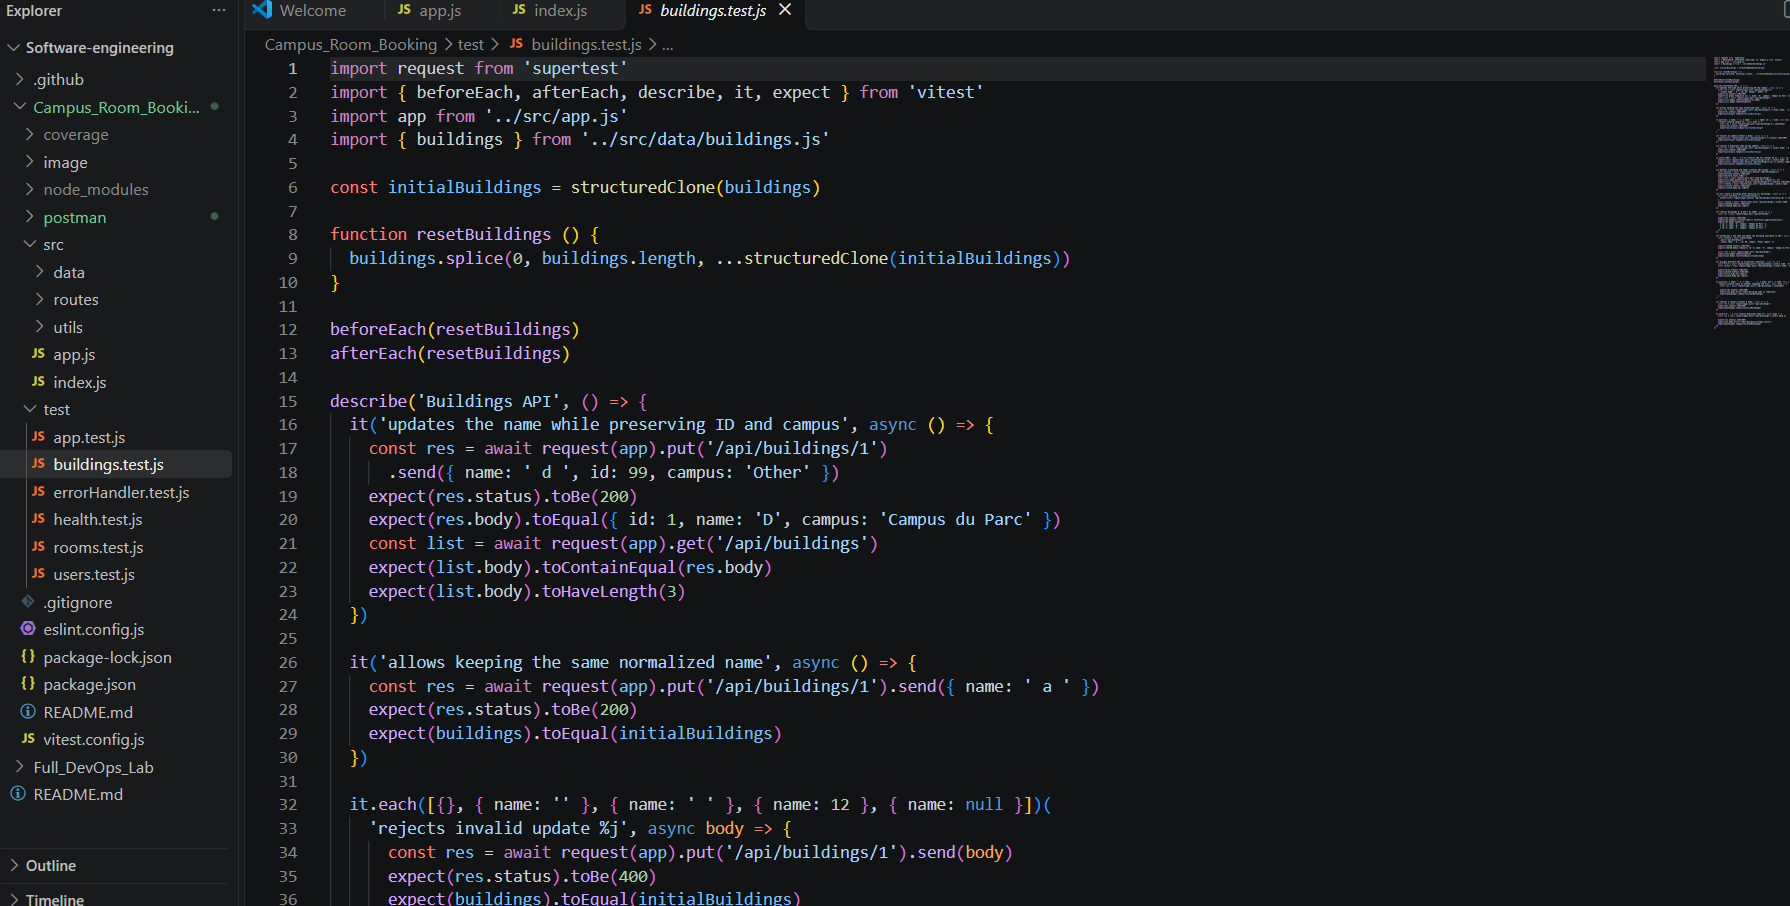 Explorer
Welcome
JS app.js
JS index.js
JS buildings.test.js
Software-engineering
.github
Campus_Room_Booki...
coverage
image
node_modules
postman
src
data
routes
utils
JS app.js
JS index.js
test
JS app.test.js
JS buildings.test.js
JS errorHandler.test.js
JS health.test.js
JS rooms.test.js
JS users.test.js
.gitignore
eslint.config.js
{} package-lock.json
{} package.json
README.md
JS vitest.config.js
Full_DevOps_Lab
README.md
Outline
Timeline
Campus_Room_Booking > test > JS buildings.test.js > ...
1 import request from 'supertest'
2 import { beforeEach, afterEach, describe, it, expect } from 'vitest'
3 import app from '../src/app.js'
4 import { buildings } from '../src/data/buildings.js'
5
6 const initialBuildings = structuredClone(buildings)
7
8 function resetBuildings () {
9 buildings.splice(0, buildings.length, ...structuredClone(initialBuildings))
10 }
11
12 beforeEach(resetBuildings)
13 afterEach(resetBuildings)
14
15 describe('Buildings API', () => {
16 it('updates the name while preserving ID and campus', async () => {
17 const res = await request(app).put('/api/buildings/1')
18 .send({ name: ' d ', id: 99, campus: 'Other' })
19 expect(res.status).toBe(200)
20 expect(res.body).toEqual({ id: 1, name: 'D', campus: 'Campus du Parc' })
21 const list = await request(app).get('/api/buildings')
22 expect(list.body).toContainEqual(res.body)
23 expect(list.body).toHaveLength(3)
24 })
25
26 it('allows keeping the same normalized name', async () => {
27 const res = await request(app).put('/api/buildings/1').send({ name: ' a ' })
28 expect(res.status).toBe(200)
29 expect(buildings).toEqual(initialBuildings)
30 })
31
32 it.each([{}, { name: '' }, { name: ' ' }, { name: 12 }, { name: null }])(
33 'rejects invalid update %j', async body => {
34 const res = await request(app).put('/api/buildings/1').send(body)
35 expect(res.status).toBe(400)
36 expect(buildings).toEqual(initialBuildings)